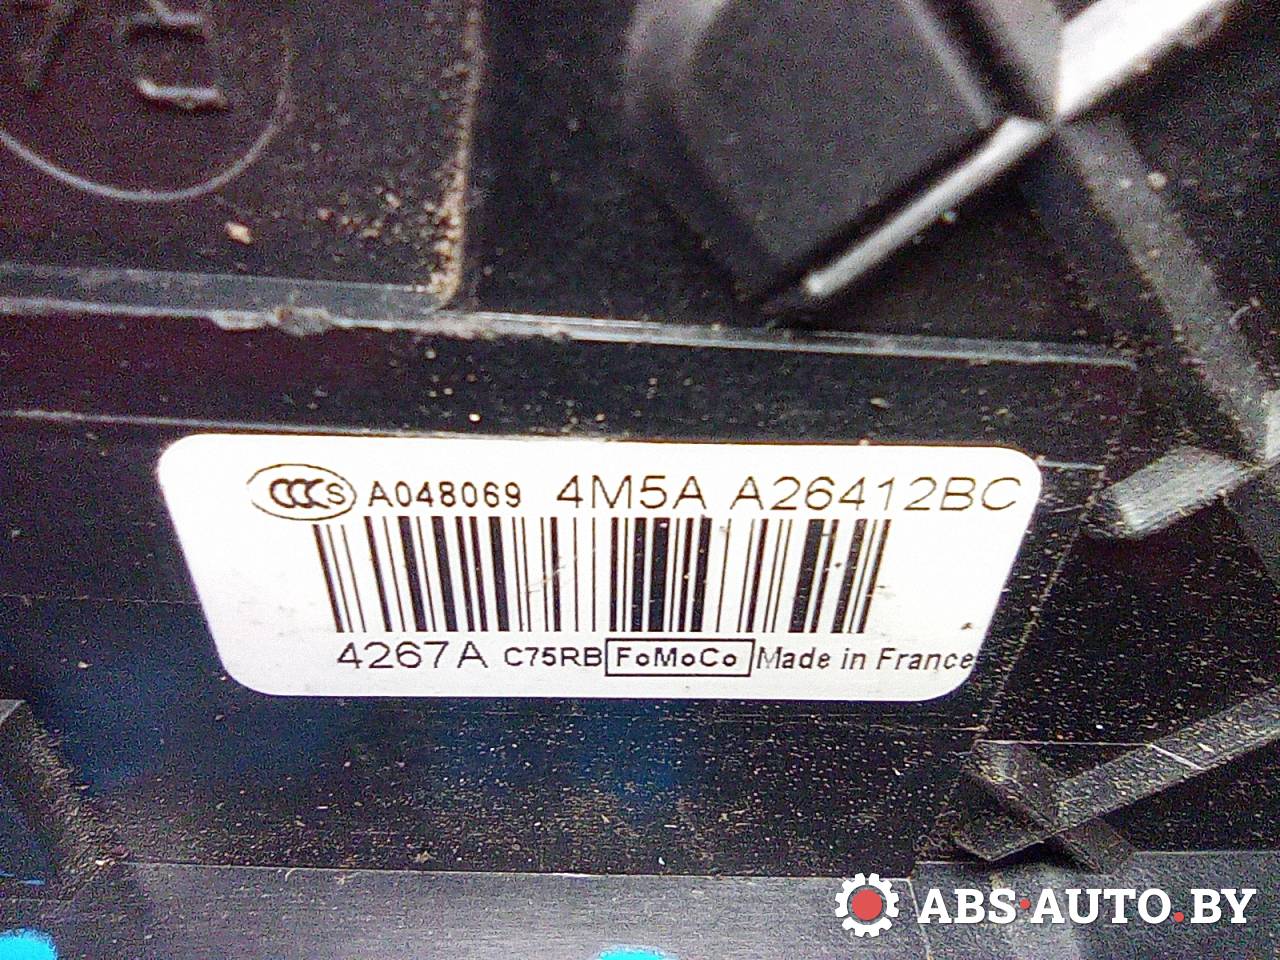 CCC S A048069 4M5A A26412BC
4267A C75RB FoMoCo Made in France
ABS·AUTO.BY